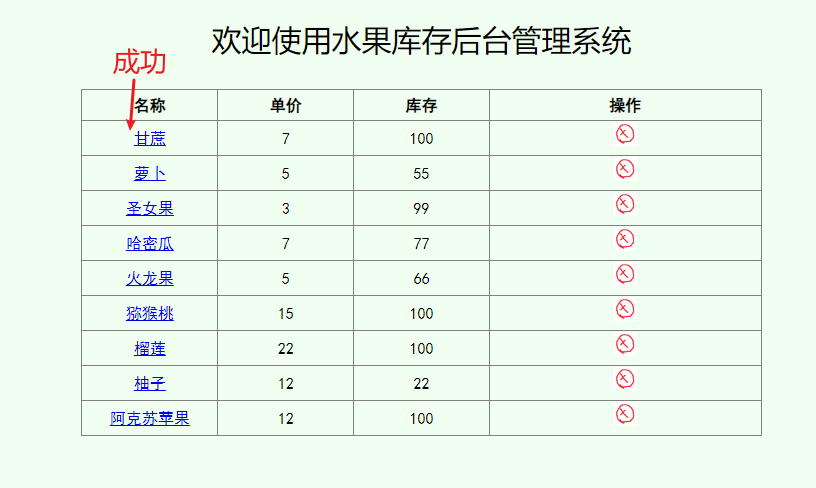 欢迎使用水果库存后台管理系统
成功
名称 单价 库存 操作
甘蔗 7 100
萝卜 5 55
圣女果 3 99
哈密瓜 7 77
火龙果 5 66
猕猴桃 15 100
榴莲 22 100
柚子 12 22
阿克苏苹果 12 100